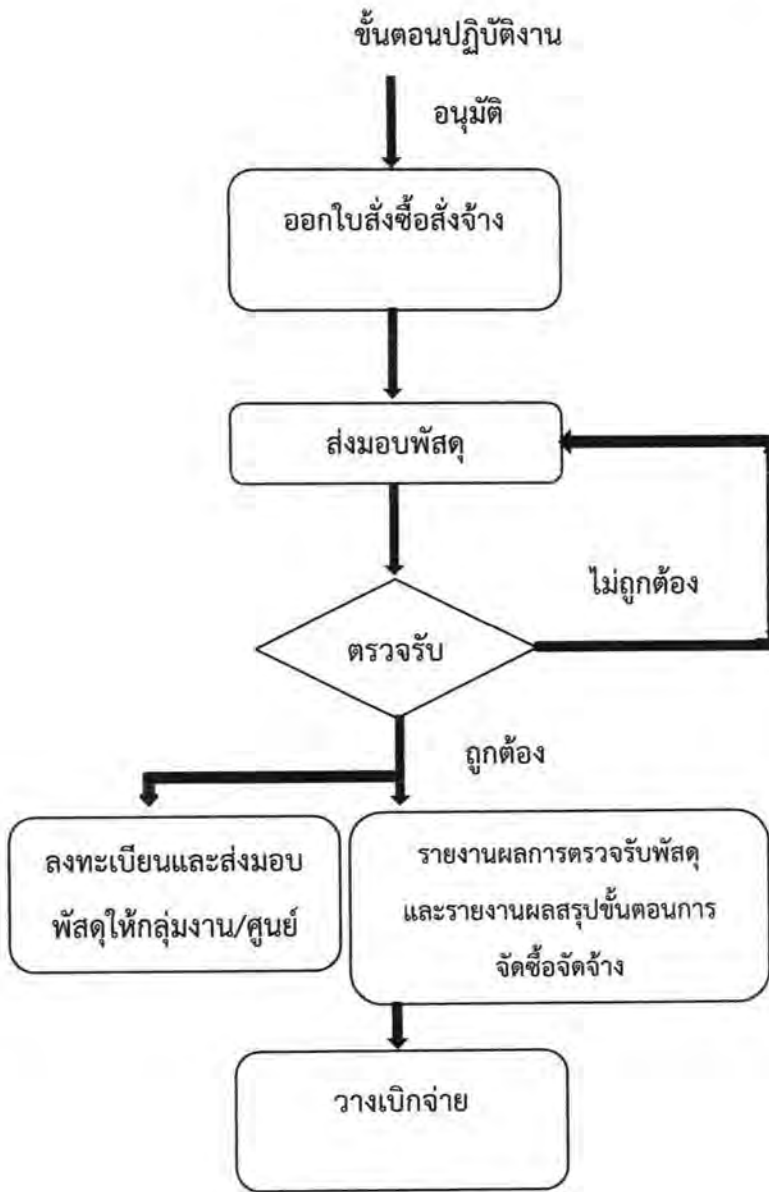 ขั้นตอนปฏิบัติงาน
อนุมัติ
ออกใบสั่งซื้อสั่งจ้าง
ส่งมอบพัสดุ
ไม่ถูกต้อง
ตรวจรับ
ถูกต้อง
ลงทะเบียนและส่งมอบ
พัสดุให้กลุ่มงาน/ศูนย์
รายงานผลการตรวจรับพัสดุ
และรายงานผลสรุปขั้นตอนการ
จัดซื้อจัดจ้าง
วางเบิกจ่าย